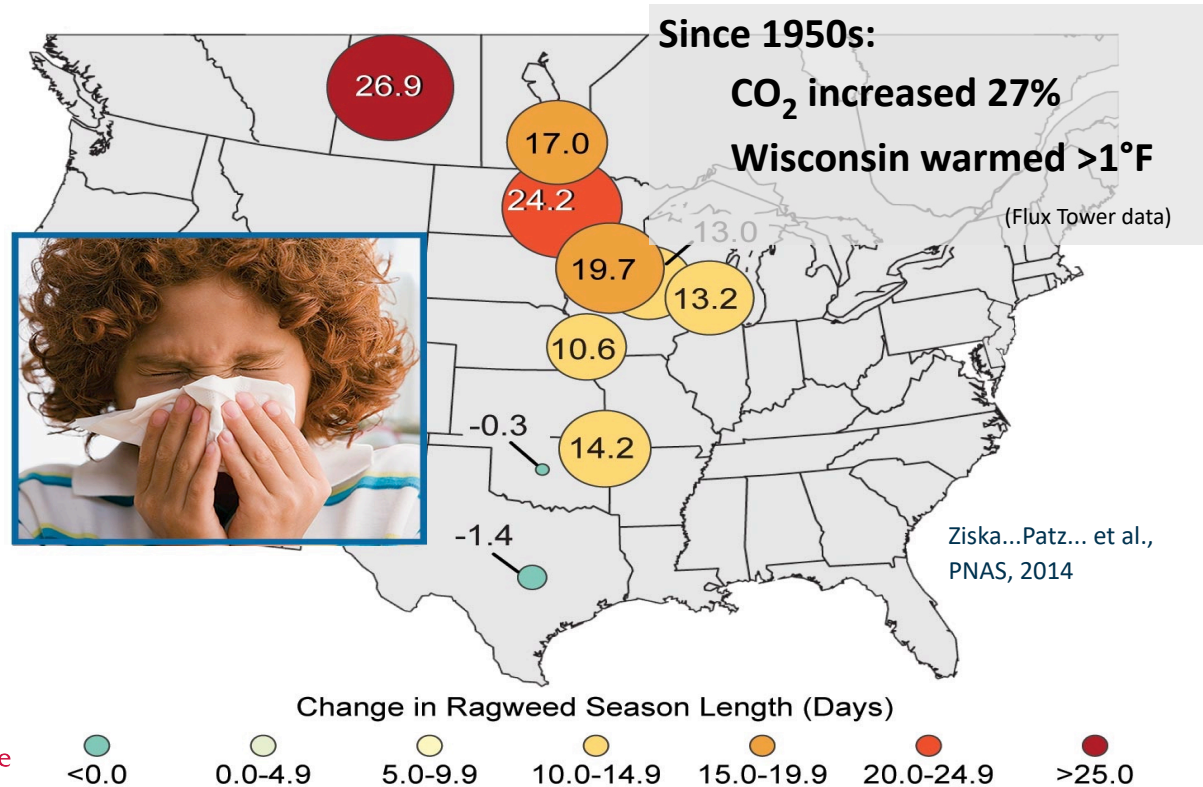 Since 1950s:
CO₂ increased 27%
Wisconsin warmed >1°F
(Flux Tower data)
26.9
17.0
24.2
13.0
19.7
13.2
10.6
-0.3
14.2
-1.4
Ziska...Patz... et al.,
PNAS, 2014
Change in Ragweed Season Length (Days)
e
<0.0 0.0-4.9 5.0-9.9 10.0-14.9 15.0-19.9 20.0-24.9 >25.0